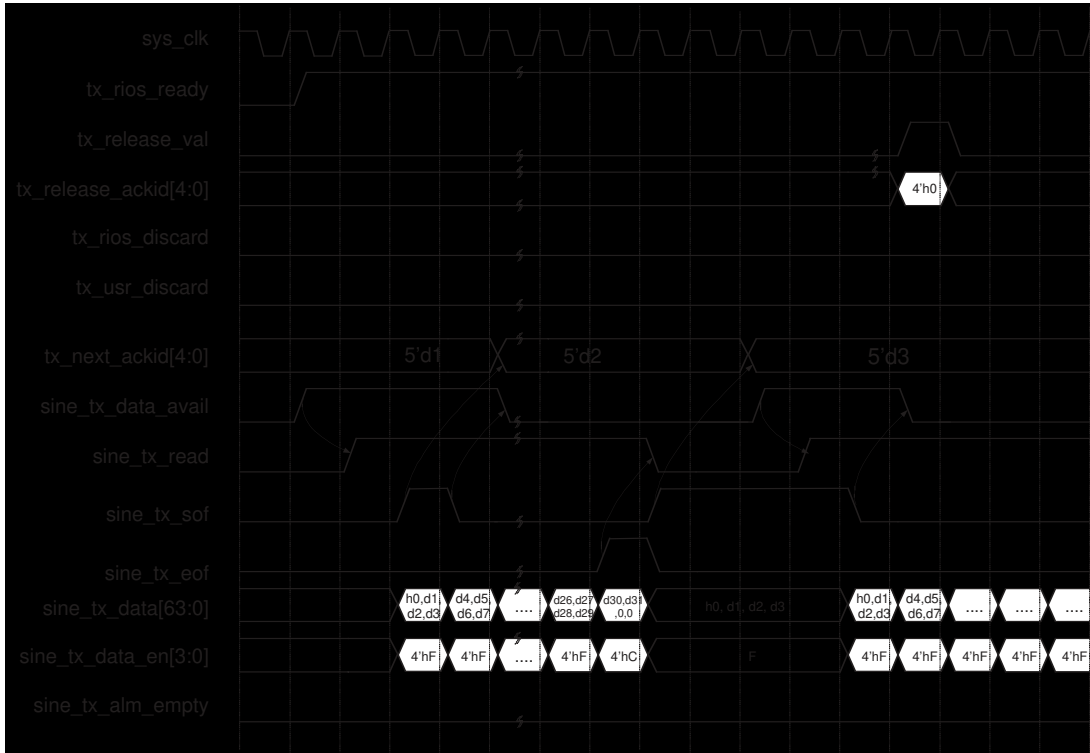 sys_clk
tx_rios_ready
tx_release_val
tx_release_ackid[4:0]
4'h0
tx_rios_discard
tx_usr_discard
tx_next_ackid[4:0]
5'd1
5'd2
5'd3
sine_tx_data_avail
sine_tx_read
sine_tx_sof
sine_tx_eof
sine_tx_data[63:0]
h0,d1,
d2,d3
d4,d5,
d6,d7
....
d26,d27
d28,d29
d30,d31
,0,0
h0, d1, d2, d3
h0,d1,
d2,d3
d4,d5,
d6,d7
....
....
....
sine_tx_data_en[3:0]
4'hF
4'hF
....
4'hF
4'hC
F
4'hF
4'hF
4'hF
4'hF
4'hF
sine_tx_alm_empty